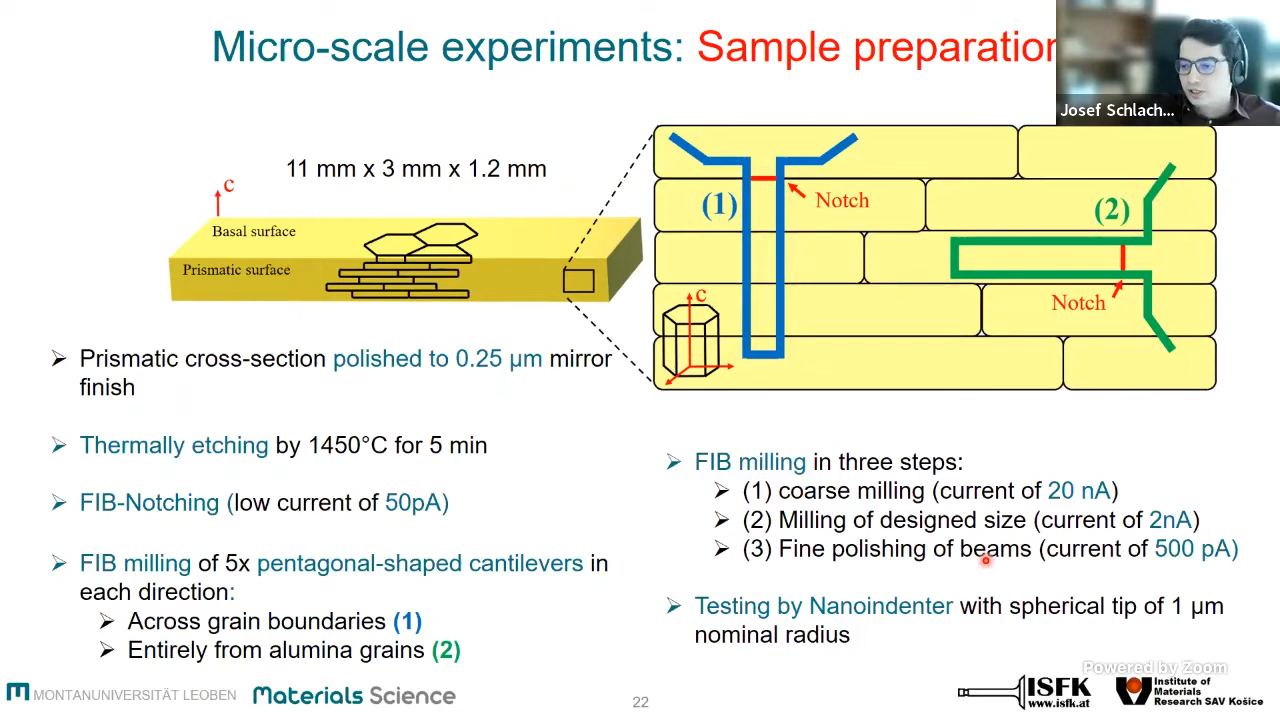 Micro-scale experiments: Sample preparation
Josef Schlach...
11 mm x 3 mm x 1.2 mm
c
Basal surface
Prismatic surface
(1)
Notch
(2)
Notch
c
➢ Prismatic cross-section polished to 0.25 µm mirror
finish
➢ Thermally etching by 1450°C for 5 min
➢ FIB-Notching (low current of 50pA)
➢ FIB milling of 5x pentagonal-shaped cantilevers in
each direction:
➢ Across grain boundaries (1)
➢ Entirely from alumina grains (2)
➢ FIB milling in three steps:
➢ (1) coarse milling (current of 20 nA)
➢ (2) Milling of designed size (current of 2nA)
➢ (3) Fine polishing of beams (current of 500 pA)
➢ Testing by Nanoindenter with spherical tip of 1 µm
nominal radius
Powered by Zoom
MONTANUNIVERSITÄT LEOBEN
Materials Science
22
ISFK
www.isfk.at
Institute of
Materials
Research SAV Košice